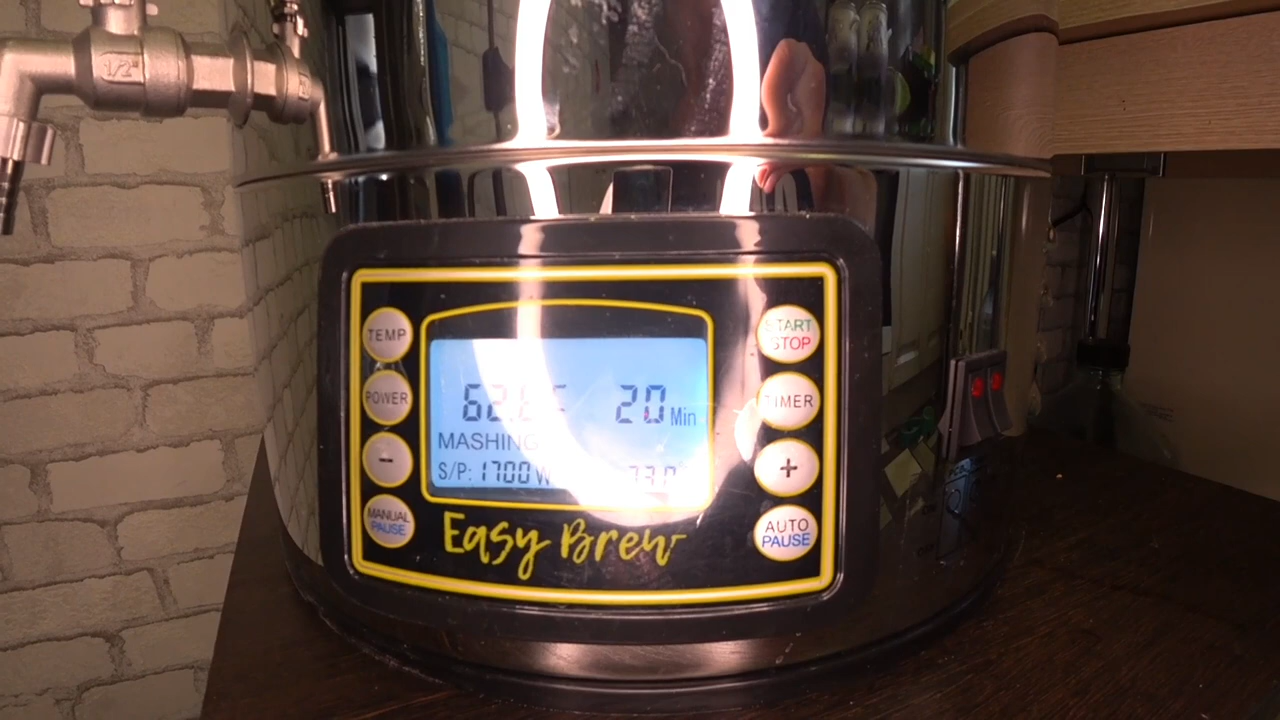 1/2"
TEMP
START
STOP
POWER
TIMER
20 Min
MASHING
S/P: 1700 W
-
+
MANUAL
PAUSE
AUTO
PAUSE
Easy Brew